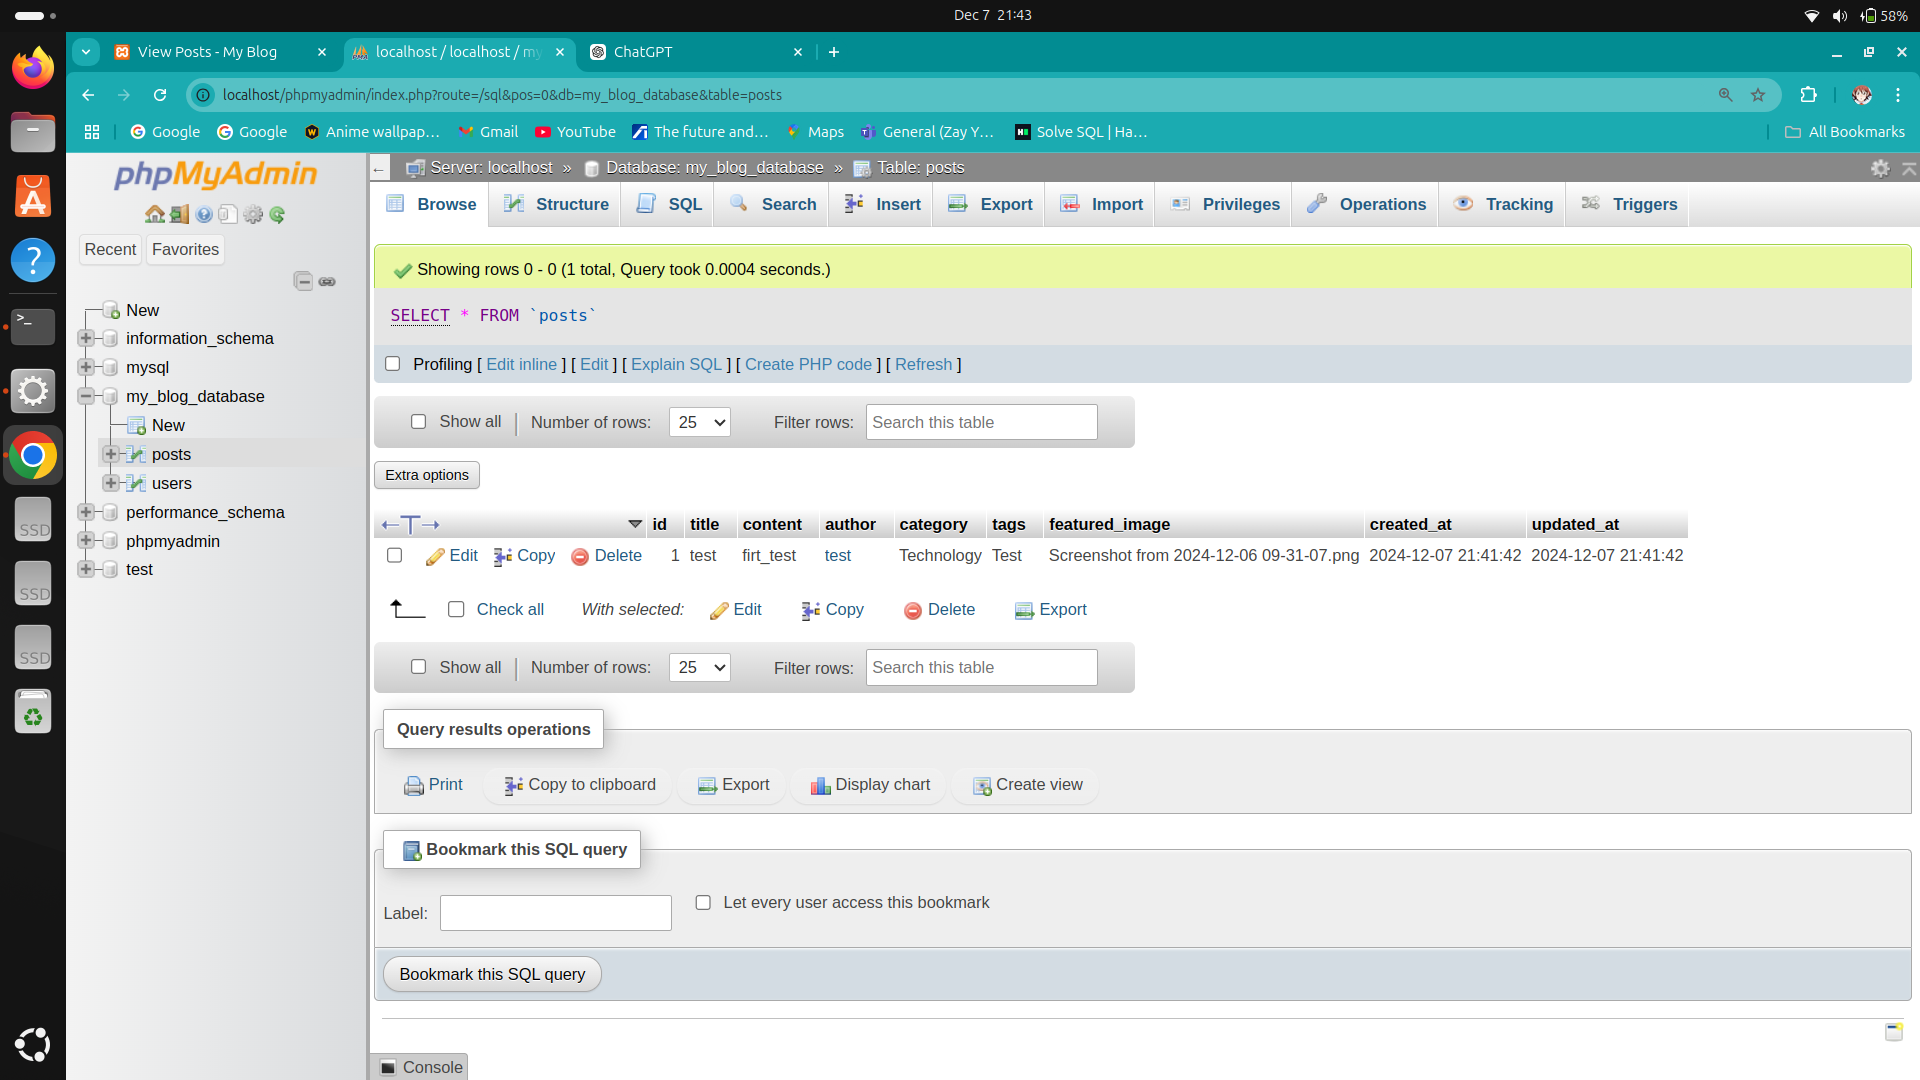 Dec 7 21:43
58%
View Posts - My Blog
localhost / localhost / my
ChatGPT
localhost/phpmyadmin/index.php?route=/sql&pos=0&db=my_blog_database&table=posts
Google
Google
Anime wallpap...
Gmail
YouTube
The future and...
Maps
General (Zay Y...
Solve SQL | Ha...
All Bookmarks
phpMyAdmin
Recent
Favorites
New
information_schema
mysql
my_blog_database
New
posts
users
performance_schema
phpmyadmin
test
SSD
SSD
SSD
Server: localhost » Database: my_blog_database » Table: posts
Browse Structure SQL Search Insert Export Import Privileges Operations Tracking Triggers
Showing rows 0 - 0 (1 total, Query took 0.0004 seconds.)
SELECT * FROM `posts`
Profiling [ Edit inline ] [ Edit ] [ Explain SQL ] [ Create PHP code ] [ Refresh ]
Show all Number of rows: 25 Filter rows: Search this table
Extra options
id title content author category tags featured_image created_at updated_at
Edit Copy Delete 1 test firt_test test Technology Test Screenshot from 2024-12-06 09-31-07.png 2024-12-07 21:41:42 2024-12-07 21:41:42
Check all With selected: Edit Copy Delete Export
Show all Number of rows: 25 Filter rows: Search this table
Query results operations
Print Copy to clipboard Export Display chart Create view
Bookmark this SQL query
Label: Let every user access this bookmark
Bookmark this SQL query
Console